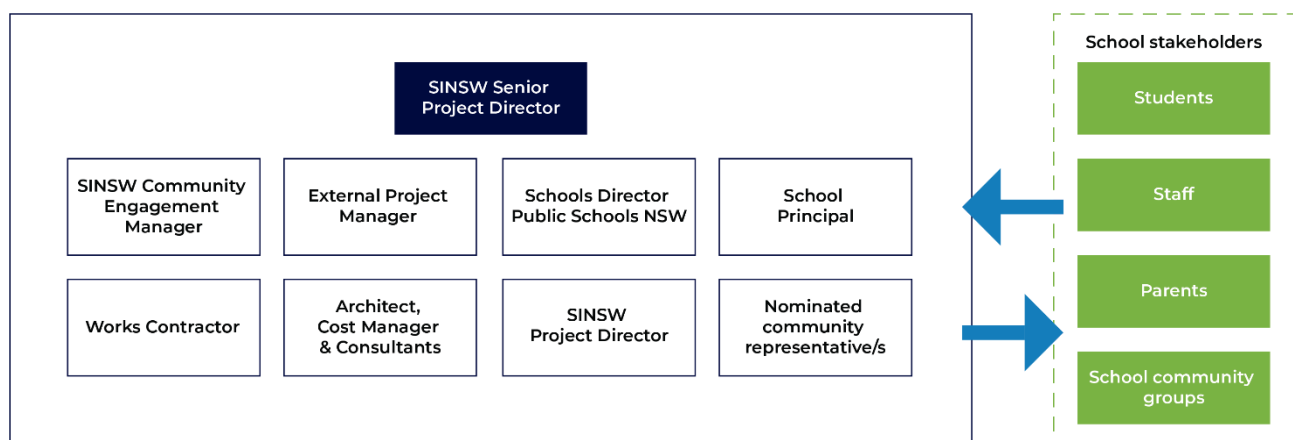 SINSW Senior
Project Director
SINSW Community
Engagement
Manager
External Project
Manager
Schools Director
Public Schools NSW
School
Principal
Works Contractor
Architect,
Cost Manager
& Consultants
SINSW
Project Director
Nominated
community
representative/s
School stakeholders
Students
Staff
Parents
School community
groups